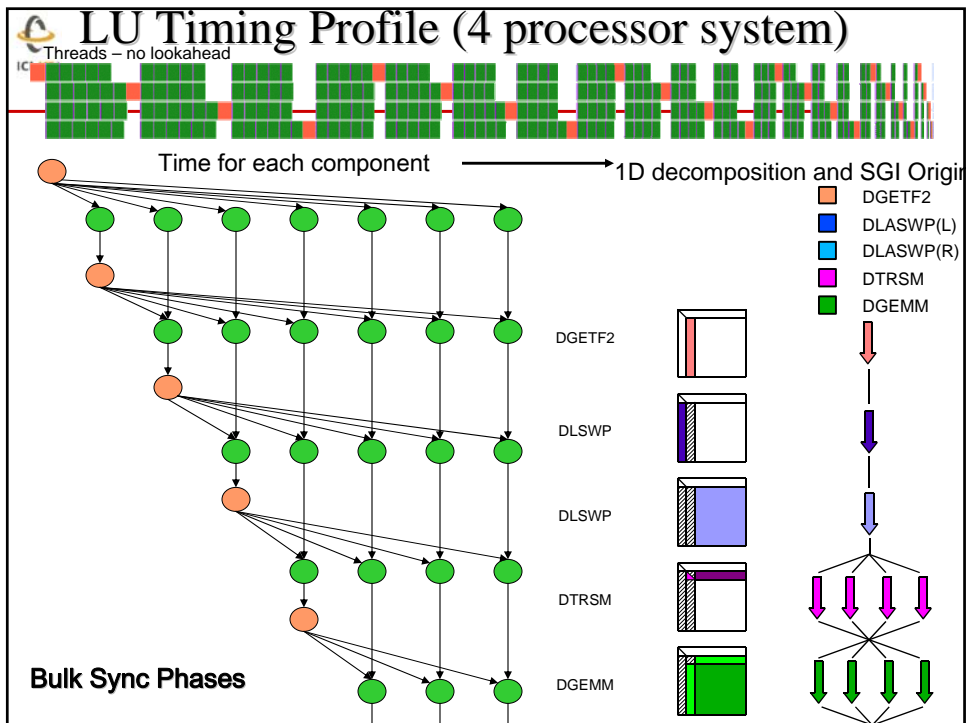 LU Timing Profile (4 processor system)
Threads – no lookahead
Time for each component
1D decomposition and SGI Origin
DGETF2
DLASWP(L)
DLASWP(R)
DTRSM
DGEMM
DGETF2
DLSWP
DLSWP
DTRSM
DGEMM
Bulk Sync Phases